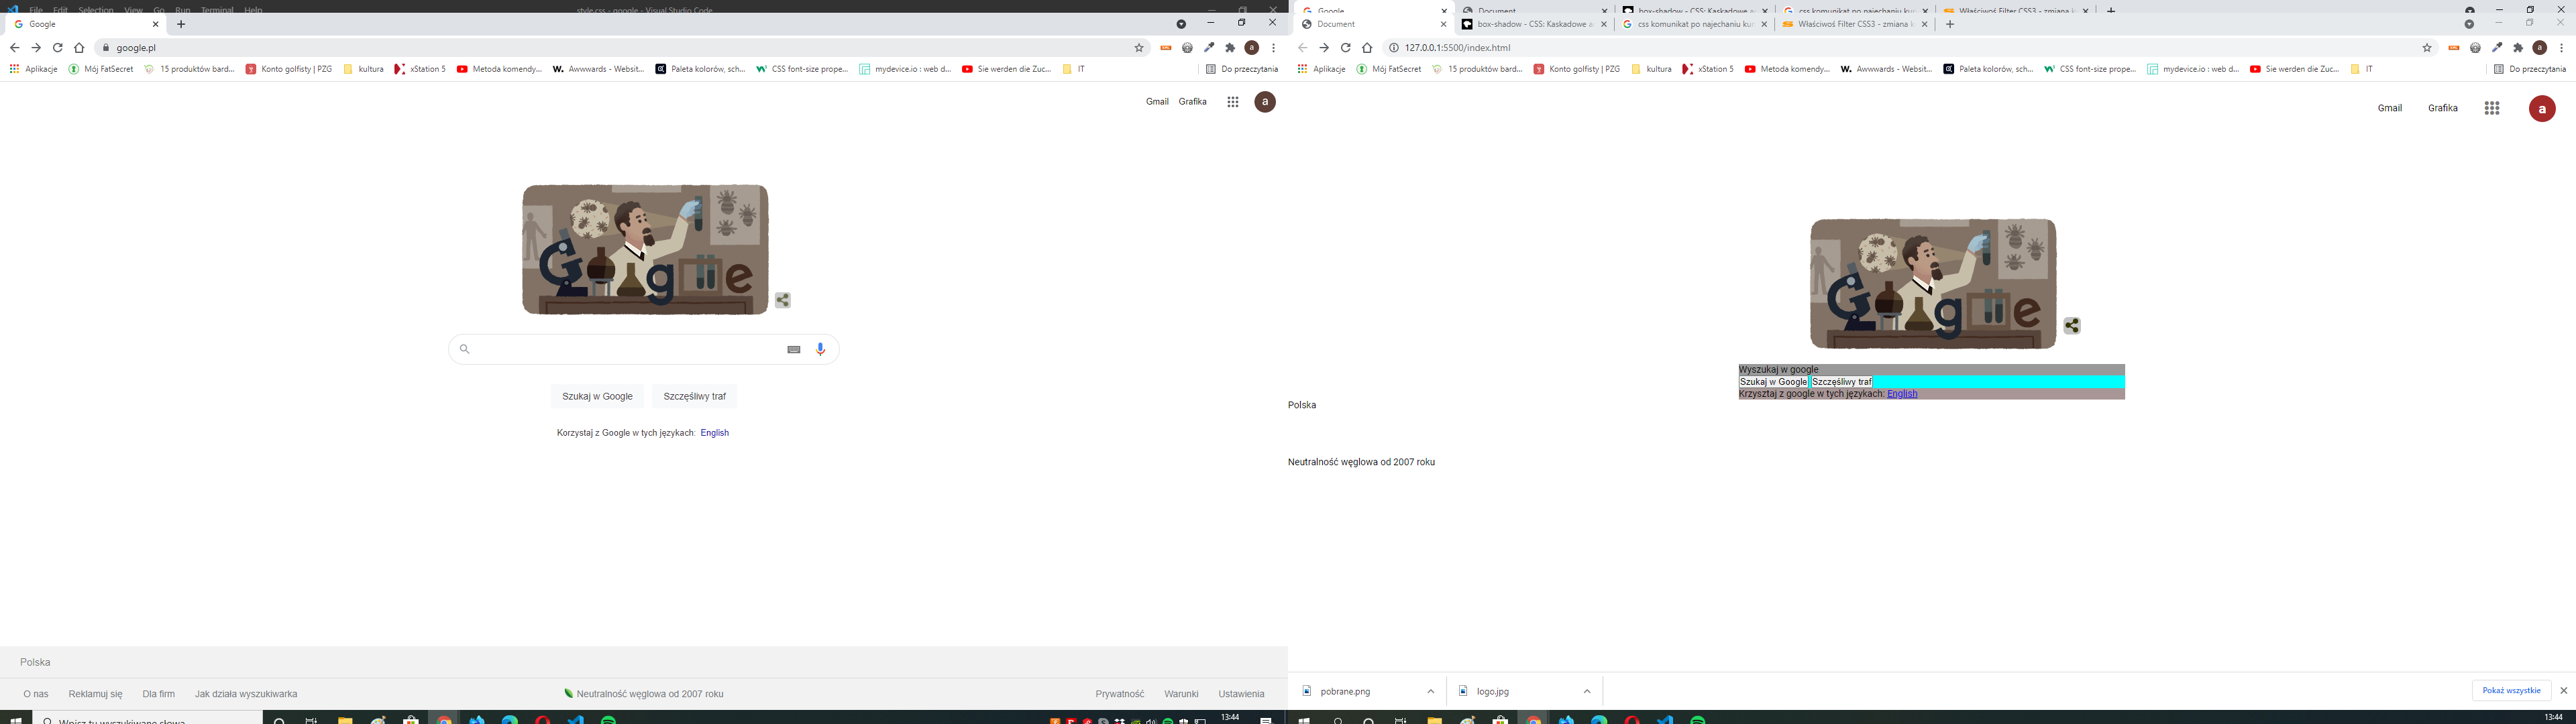 File Edit Selection View Go Run Terminal Help
style.css - google - Visual Studio Code
Google
google.pl
Aplikacje Mój FatSecret 15 produktów bard... Konto golfisty | PZG kultura xStation 5 Metoda komendy... Awwwards - Websit... Paleta kolorów, sch... CSS font-size prope... mydevice.io : web d... Sie werden die Zuc... IT Do przeczytania
Gmail Grafika a
Szukaj w Google Szczęśliwy traf
Korzystaj z Google w tych językach: English
Polska
O nas Reklamuj się Dla firm Jak działa wyszukiwarka Neutralność węglowa od 2007 roku Prywatność Warunki Ustawienia
Wpisz tu wyszukiwane słowa
13:44
Google Document box-shadow - CSS: Kaskadowe a css komunikat po najechaniu kur Właściwość Filter CSS3 - zmiana k
Document box-shadow - CSS: Kaskadowe a css komunikat po najechaniu kur Właściwość Filter CSS3 - zmiana k
127.0.0.1:5500/index.html
Aplikacje Mój FatSecret 15 produktów bard... Konto golfisty | PZG kultura xStation 5 Metoda komendy... Awwwards - Websit... Paleta kolorów, sch... CSS font-size prope... mydevice.io : web d... Sie werden die Zuc... IT Do przeczytania
Gmail Grafika a
Wyszukaj w google
Szukaj w Google Szczęśliwy traf
Krzysztaj z google w tych językach: English
Polska
Neutralność węglowa od 2007 roku
pobrane.png logo.jpg Pokaż wszystkie
13:44